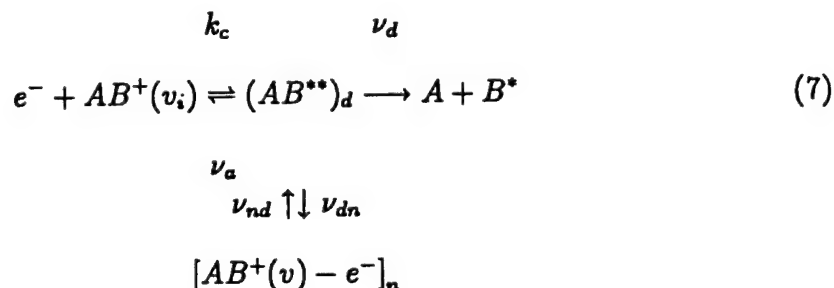 k_c ν_d
e⁻ + AB⁺(v_i) ⇌ (AB**)_d ⟶ A + B* (7)
ν_a
ν_nd ↑↓ ν_dn
[AB⁺(v) − e⁻]_n